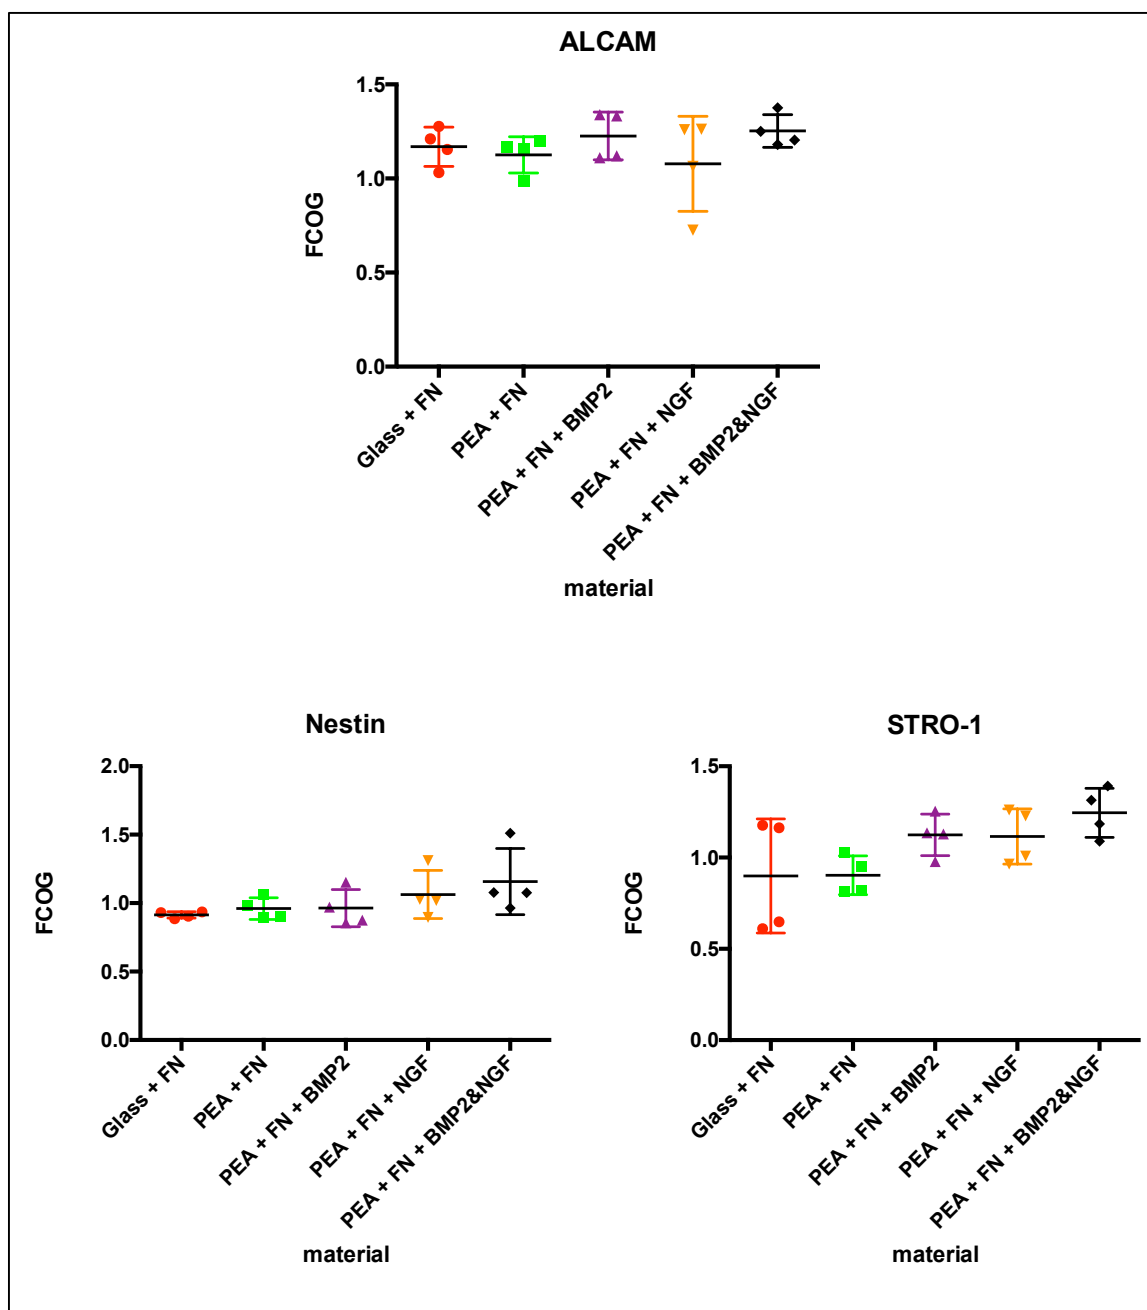 ALCAM
1.5
1.0
0.5
0.0
FCOG
Glass + FN
PEA + FN
PEA + FN + BMP2
PEA + FN + NGF
PEA + FN + BMP2&NGF
material
Nestin
2.0
1.5
1.0
0.5
0.0
FCOG
Glass + FN
PEA + FN
PEA + FN + BMP2
PEA + FN + NGF
PEA + FN + BMP2&NGF
material
STRO-1
1.5
1.0
0.5
0.0
FCOG
Glass + FN
PEA + FN
PEA + FN + BMP2
PEA + FN + NGF
PEA + FN + BMP2&NGF
material